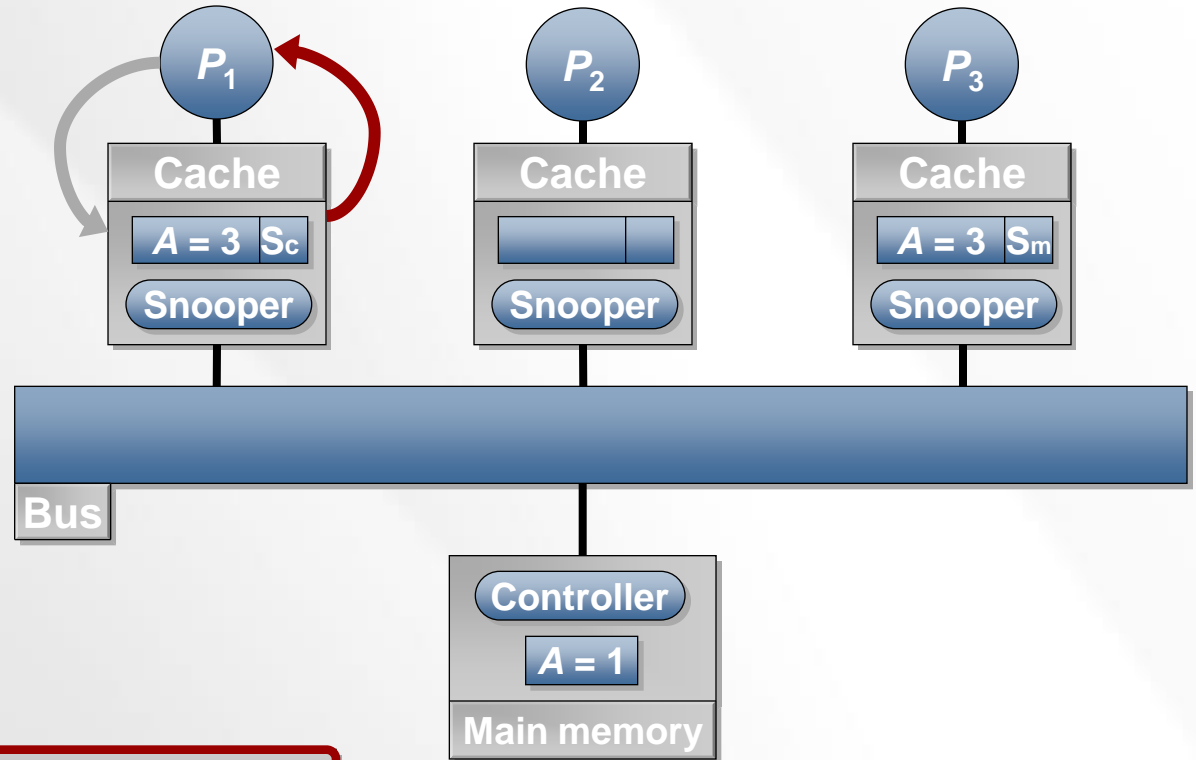 P1
P2
P3
Cache
Cache
Cache
A = 3 Sc
A = 3 Sm
Snooper
Snooper
Snooper
Bus
Controller
A = 1
Main memory